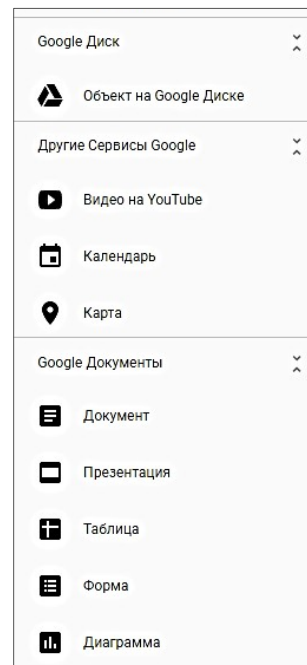 Google Диск
Объект на Google Диске
Другие Сервисы Google
Видео на YouTube
Календарь
Карта
Google Документы
Документ
Презентация
Таблица
Форма
Диаграмма